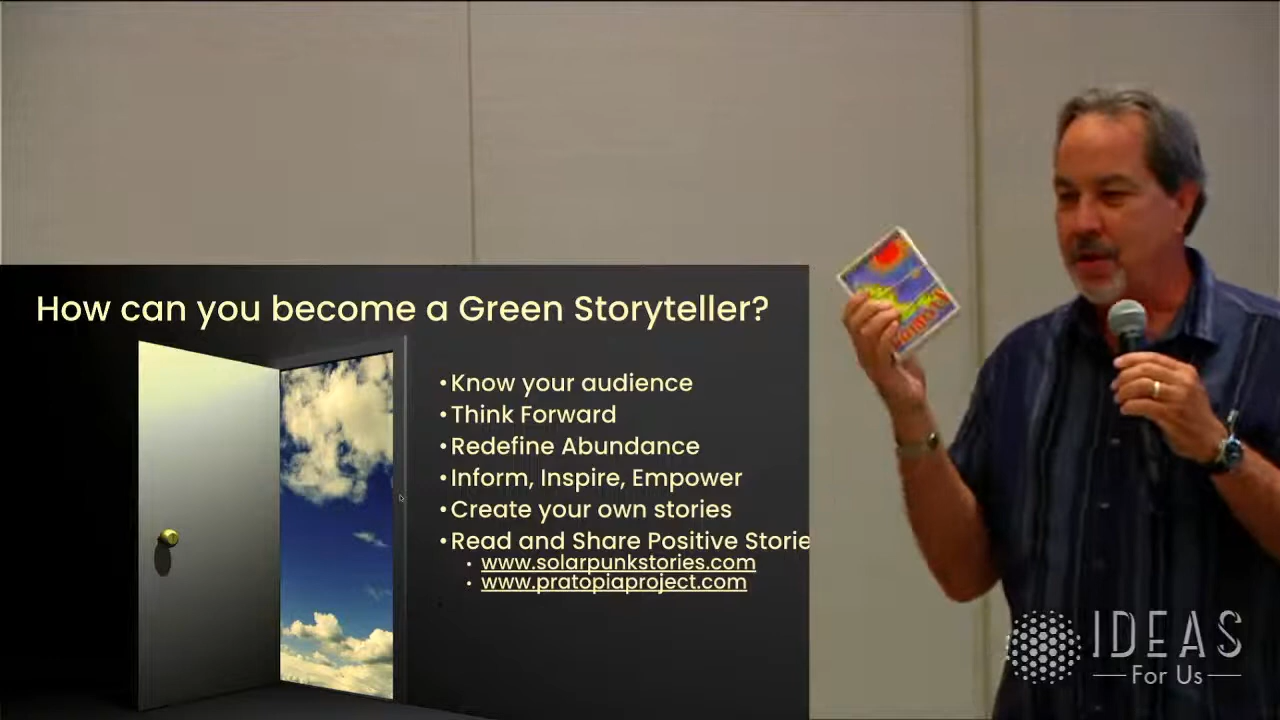 How can you become a Green Storyteller?
•Know your audience
•Think Forward
•Redefine Abundance
•Inform, Inspire, Empower
•Create your own stories
•Read and Share Positive Storie
• www.solarpunkstories.com
• www.pratopiaproject.com
IDEAS
For Us